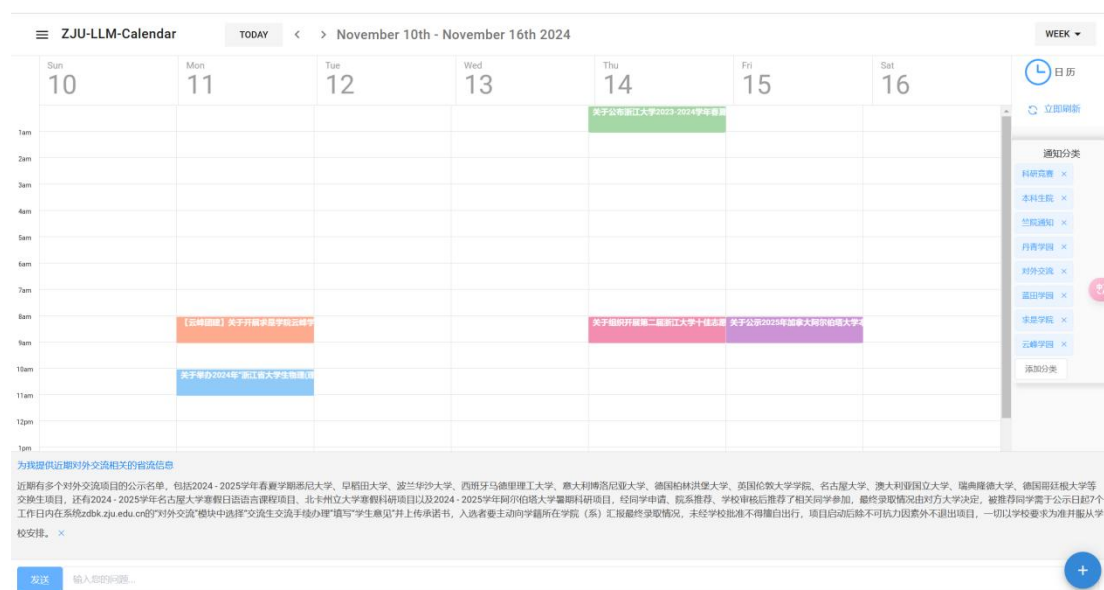 ZJU-LLM-Calendar
TODAY
November 10th - November 16th 2024
WEEK
Sun
10
Mon
11
Tue
12
Wed
13
Thu
14
Fri
15
Sat
16
日历
立即刷新
1am
2am
3am
4am
5am
6am
7am
8am
9am
10am
11am
12pm
1pm
关于公布浙江大学2023-2024学年春夏
【云峰团建】关于开展求是学院云峰学
关于组织开展第二届浙江大学十佳志愿
关于公示2025年加拿大阿尔伯塔大学
关于举办2024年"浙江省大学生物理(
通知分类
科研竞赛 ×
本科生院 ×
兰院通知 ×
丹青学园 ×
对外交流 ×
蓝田学园 ×
求是学院 ×
云峰学园 ×
添加分类
为我提供近期对外交流相关的省流信息
近期有多个对外交流项目的公示名单，包括2024 - 2025学年春夏学期悉尼大学、早稻田大学、波兰华沙大学、西班牙马德里理工大学、意大利博洛尼亚大学、德国柏林洪堡大学、英国伦敦大学学院、名古屋大学、澳大利亚国立大学、瑞典隆德大学、德国哥廷根大学等
交换生项目，还有2024 - 2025学年名古屋大学寒假日语语言课程项目、北卡州立大学寒假科研项目以及2024 - 2025学年阿尔伯塔大学暑期科研项目，经同学申请、院系推荐、学校审核后推荐了相关同学参加，最终录取情况由对方大学决定，被推荐同学需于公示日起7个
工作日内在系统zdbk.zju.edu.cn的"对外交流"模块中选择"交流生交流手续办理"填写"学生意见"并上传承诺书，入选者要主动向学籍所在学院（系）汇报最终录取情况，未经学校批准不得擅自出行，项目启动后除不可抗力因素外不退出项目，一切以学校要求为准并服从学
校安排。 ×
发送
输入您的问题...
+